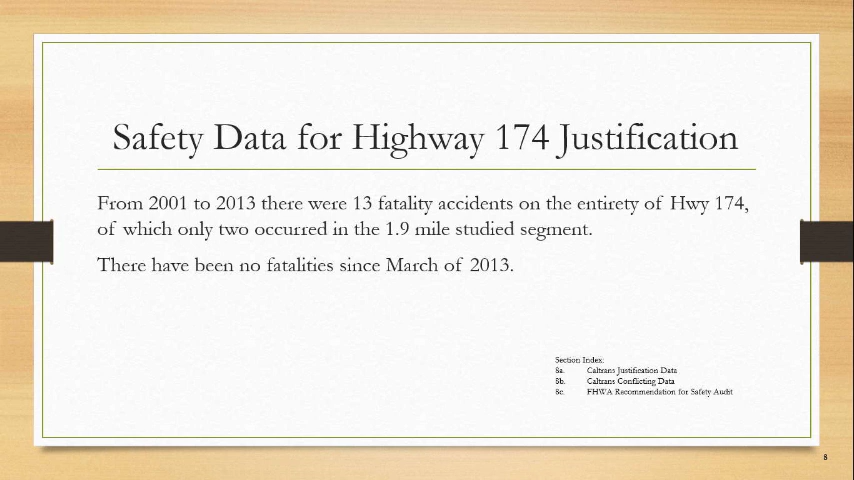 Safety Data for Highway 174 Justification
From 2001 to 2013 there were 13 fatality accidents on the entirety of Hwy 174,
of which only two occurred in the 1.9 mile studied segment.
There have been no fatalities since March of 2013.
Section Index:
8a. Caltrans Justification Data
8b. Caltrans Conflicting Data
8c. FHWA Recommendation for Safety Audit
8